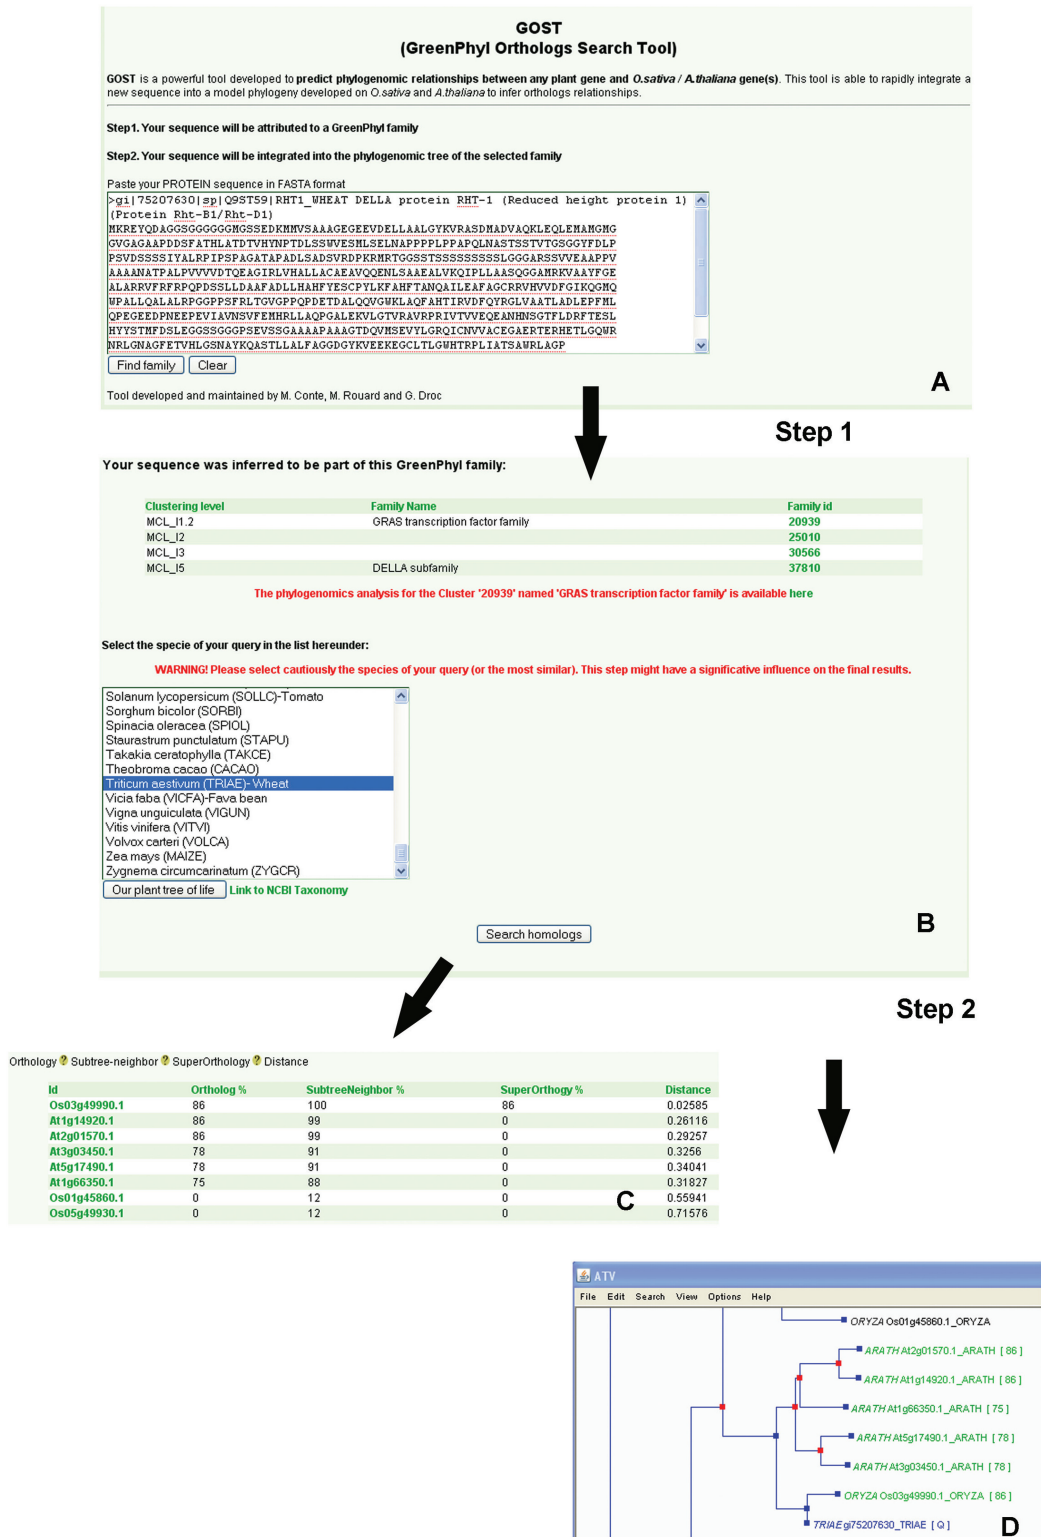 GOST
(GreenPhyl Orthologs Search Tool)
GOST is a powerful tool developed to predict phylogenomic relationships between any plant gene and O.sativa / A.thaliana gene(s). This tool is able to rapidly integrate a
new sequence into a model phylogeny developed on O.sativa and A.thaliana to infer orthologs relationships.
Step1. Your sequence will be attributed to a GreenPhyl family
Step2. Your sequence will be integrated into the phylogenomic tree of the selected family
Paste your PROTEIN sequence in FASTA format
>gi|75207630|sp|Q9ST59|RHT1_WHEAT DELLA protein RHT-1 (Reduced height protein 1)
(Protein Rht-B1/Rht-D1)
MKREYQDAGGSGGGGGGMGSSEDKMMVSAAAGEGEEVDELLAALGYKVRASDMADVAQKLEQLEMAMGMG
GVGAGAAPDDSFATHLATDTVHYNPTDLSSWVESMLSELNAPPPPLPPAPQLNASTSSTVTGSGGYFDLP
PSVDSSSSIYALRPIPSPAGATAPADLSADSVRDPKRMRTGGSSTSSSSSSSSSLGGGARSSVVEAAPPV
AAAANATPALPVVVVDTQEAGIRLVHALLACAEAVQQENLSAAEALVKQIPLLAASQGGAMRKVAAYFGE
ALARRVFRFRPQPDSSLLDAAFADLLHAHFYESCPYLKFAHFTANQAILEAFAGCRRVHVVDFGIKQGMQ
WPALLQALALRPGGPPSFRLTGVGPPQPDETDALQQVGWKLAQFAHTIRVDFQYRGLVAATLADLEPFML
QPEGEEDPNEEPEVIAVNSVFEMHRLLAQPGALEKVLGTVRAVRPRIVTVVEQEANHNSGTFLDRFTESL
HYYSTMFDSLEGGSSGGGPSEVSSGAAAAPAAAGTDQVMSEVYLGRQICNVVACEGAERTERHETLGQWR
NRLGNAGFETVHLGSNAYKQASTLLALFAGGDGYKVEEKEGCLTLGWHTRPLIATSAWRLAGP
Find family Clear
Tool developed and maintained by M. Conte, M. Rouard and G. Droc
A
Step 1
Your sequence was inferred to be part of this GreenPhyl family:
Clustering level Family Name Family id
MCL_I1.2 GRAS transcription factor family 20939
MCL_I2 25010
MCL_I3 30566
MCL_I5 DELLA subfamily 37810
The phylogenomics analysis for the Cluster '20939' named 'GRAS transcription factor family' is available here
Select the specie of your query in the list hereunder:
WARNING! Please select cautiously the species of your query (or the most similar). This step might have a significative influence on the final results.
Solanum lycopersicum (SOLLC)-Tomato
Sorghum bicolor (SORBI)
Spinacia oleracea (SPIOL)
Staurastrum punctulatum (STAPU)
Takakia ceratophylla (TAKCE)
Theobroma cacao (CACAO)
Triticum aestivum (TRIAE)- Wheat
Vicia faba (VICFA)-Fava bean
Vigna unguiculata (VIGUN)
Vitis vinifera (VITVI)
Volvox carteri (VOLCA)
Zea mays (MAIZE)
Zygnema circumcarinatum (ZYGCR)
Our plant tree of life Link to NCBI Taxonomy
Search homologs
B
Step 2
Orthology ? Subtree-neighbor ? SuperOrthology ? Distance
Id Ortholog % SubtreeNeighbor % SuperOrthogy % Distance
Os03g49990.1 86 100 86 0.02585
At1g14920.1 86 99 0 0.26116
At2g01570.1 86 99 0 0.29257
At3g03450.1 78 91 0 0.3256
At5g17490.1 78 91 0 0.34041
At1g66350.1 75 88 0 0.31827
Os01g45860.1 0 12 0 0.55941
Os05g49930.1 0 12 0 0.71576
C
ATV
File Edit Search View Options Help
ORYZA Os01g45860.1_ORYZA
ARATH At2g01570.1_ARATH [ 86 ]
ARATH At1g14920.1_ARATH [ 86 ]
ARATH At1g66350.1_ARATH [ 75 ]
ARATH At5g17490.1_ARATH [ 78 ]
ARATH At3g03450.1_ARATH [ 78 ]
ORYZA Os03g49990.1_ORYZA [ 86 ]
TRIAE gi75207630_TRIAE [ Q ]
D